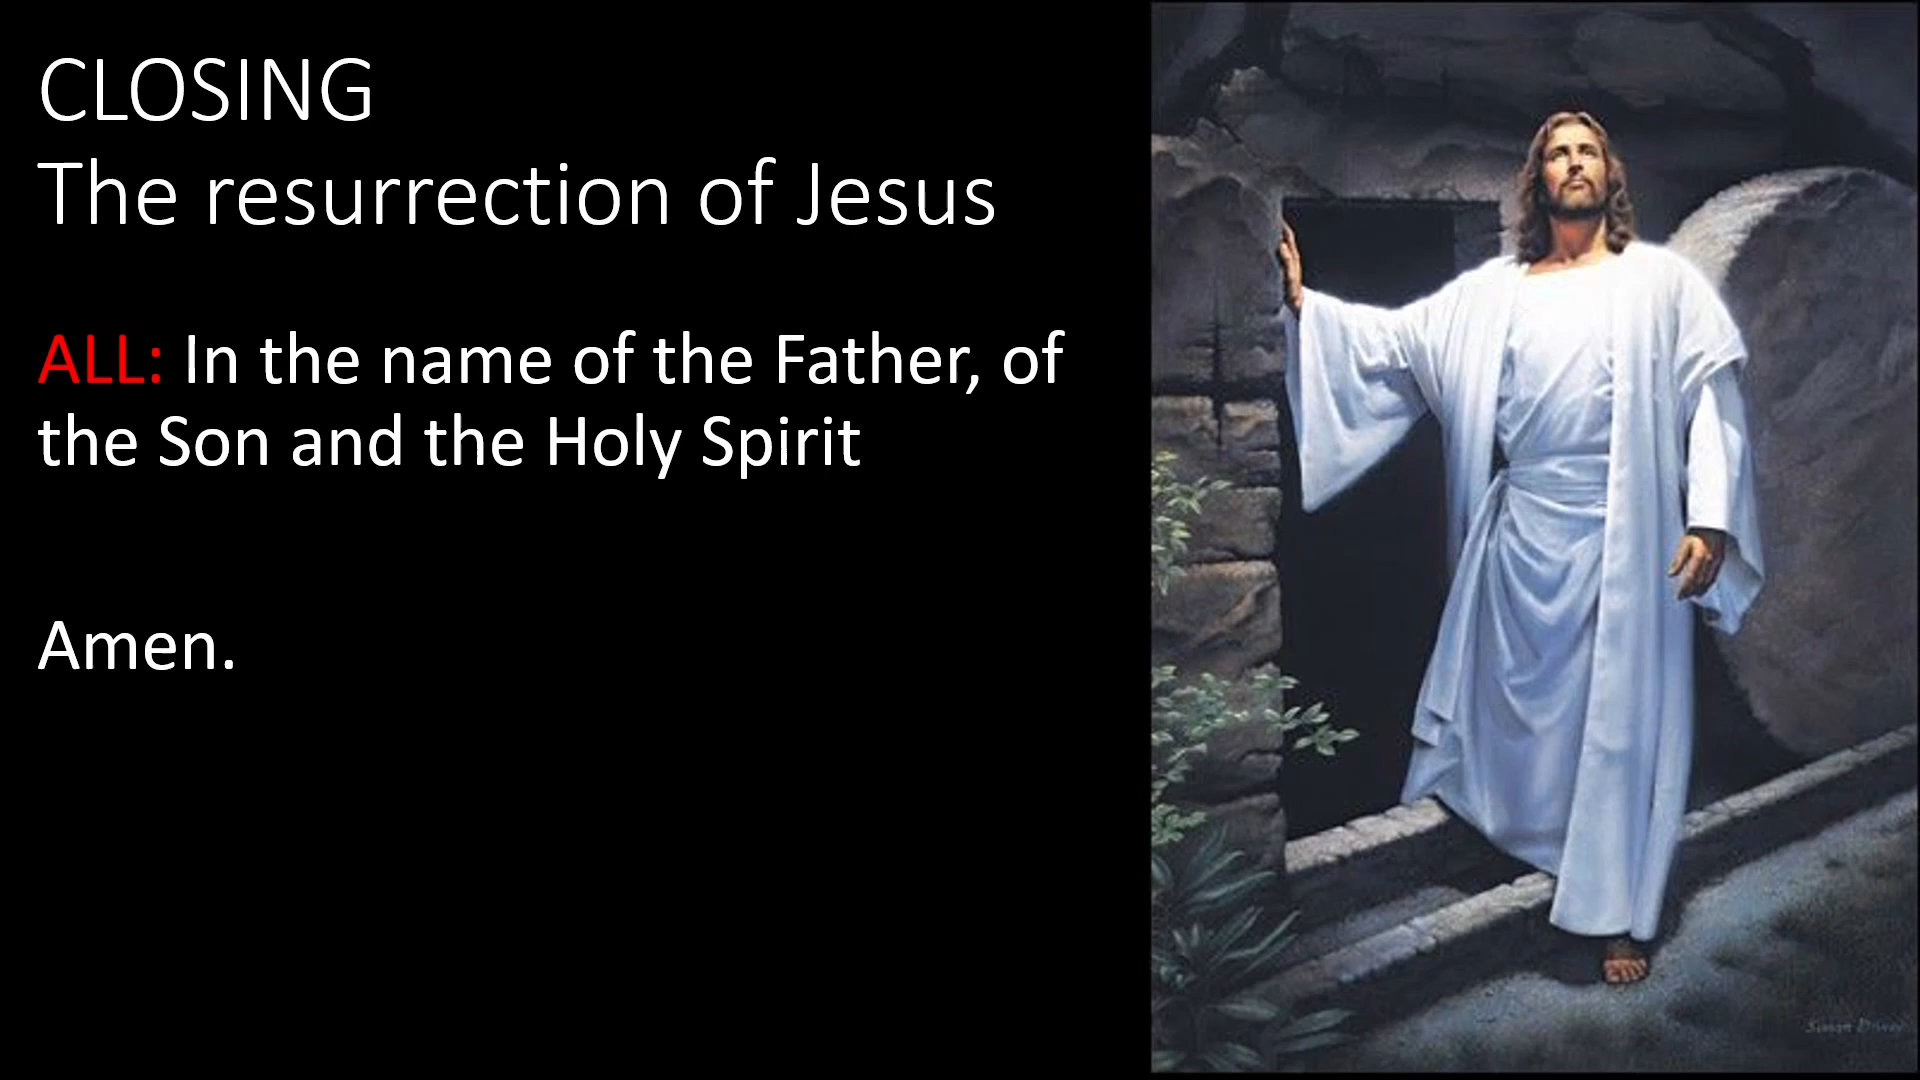 CLOSING
The resurrection of Jesus
ALL: In the name of the Father, of
the Son and the Holy Spirit
Amen.